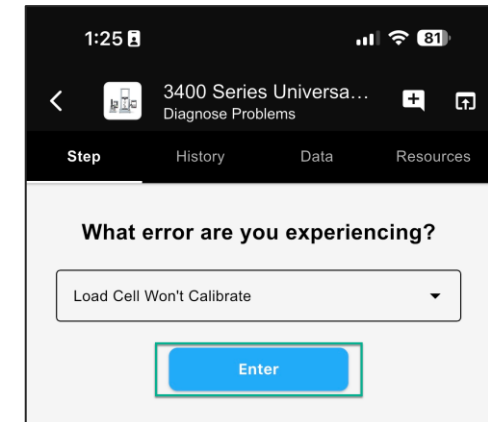 1:25
81
3400 Series Universa...
Diagnose Problems
Step History Data Resources
What error are you experiencing?
Load Cell Won't Calibrate
Enter